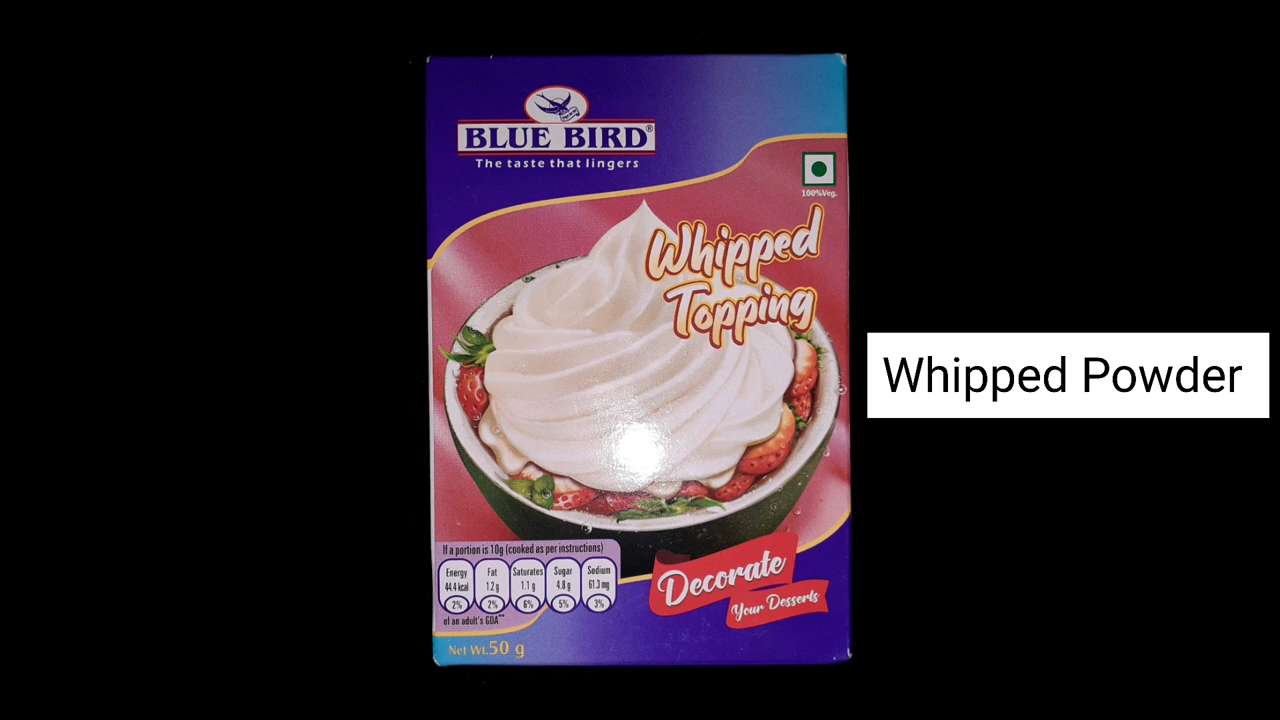 BLUE BIRD®
The taste that lingers
100%Veg.
Whipped
Topping
Whipped Powder
If a portion is 10g (cooked as per instructions)
Energy Fat Saturates Sugar Sodium
44.4 kcal 1.2 g 1.1 g 4.8 g 61.3 mg
2% 2% 6% 5% 3%
of an adult's GDA**
Decorate
Your Desserts
Net Wt.50 g